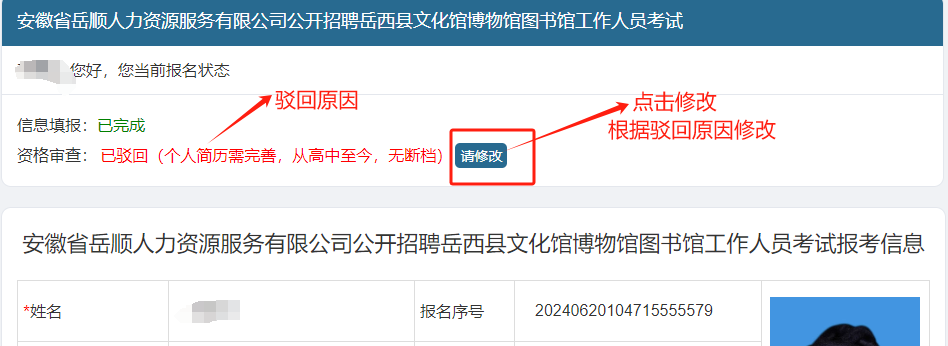 安徽省岳顺人力资源服务有限公司公开招聘岳西县文化馆博物馆图书馆工作人员考试
您好，您当前报名状态
驳回原因
点击修改
根据驳回原因修改
信息填报：已完成
资格审查：已驳回（个人简历需完善，从高中至今，无断档） 请修改
安徽省岳顺人力资源服务有限公司公开招聘岳西县文化馆博物馆图书馆工作人员考试报考信息
*姓名 报名序号 20240620104715555579